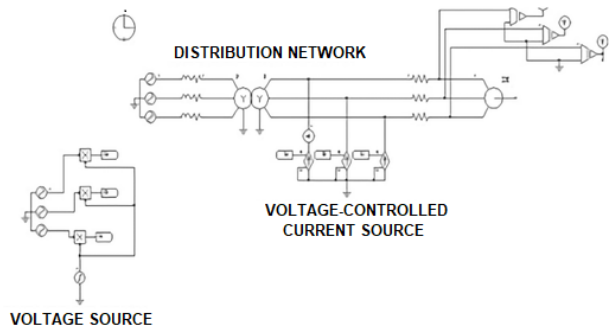 DISTRIBUTION NETWORK
VOLTAGE-CONTROLLED
CURRENT SOURCE
VOLTAGE SOURCE